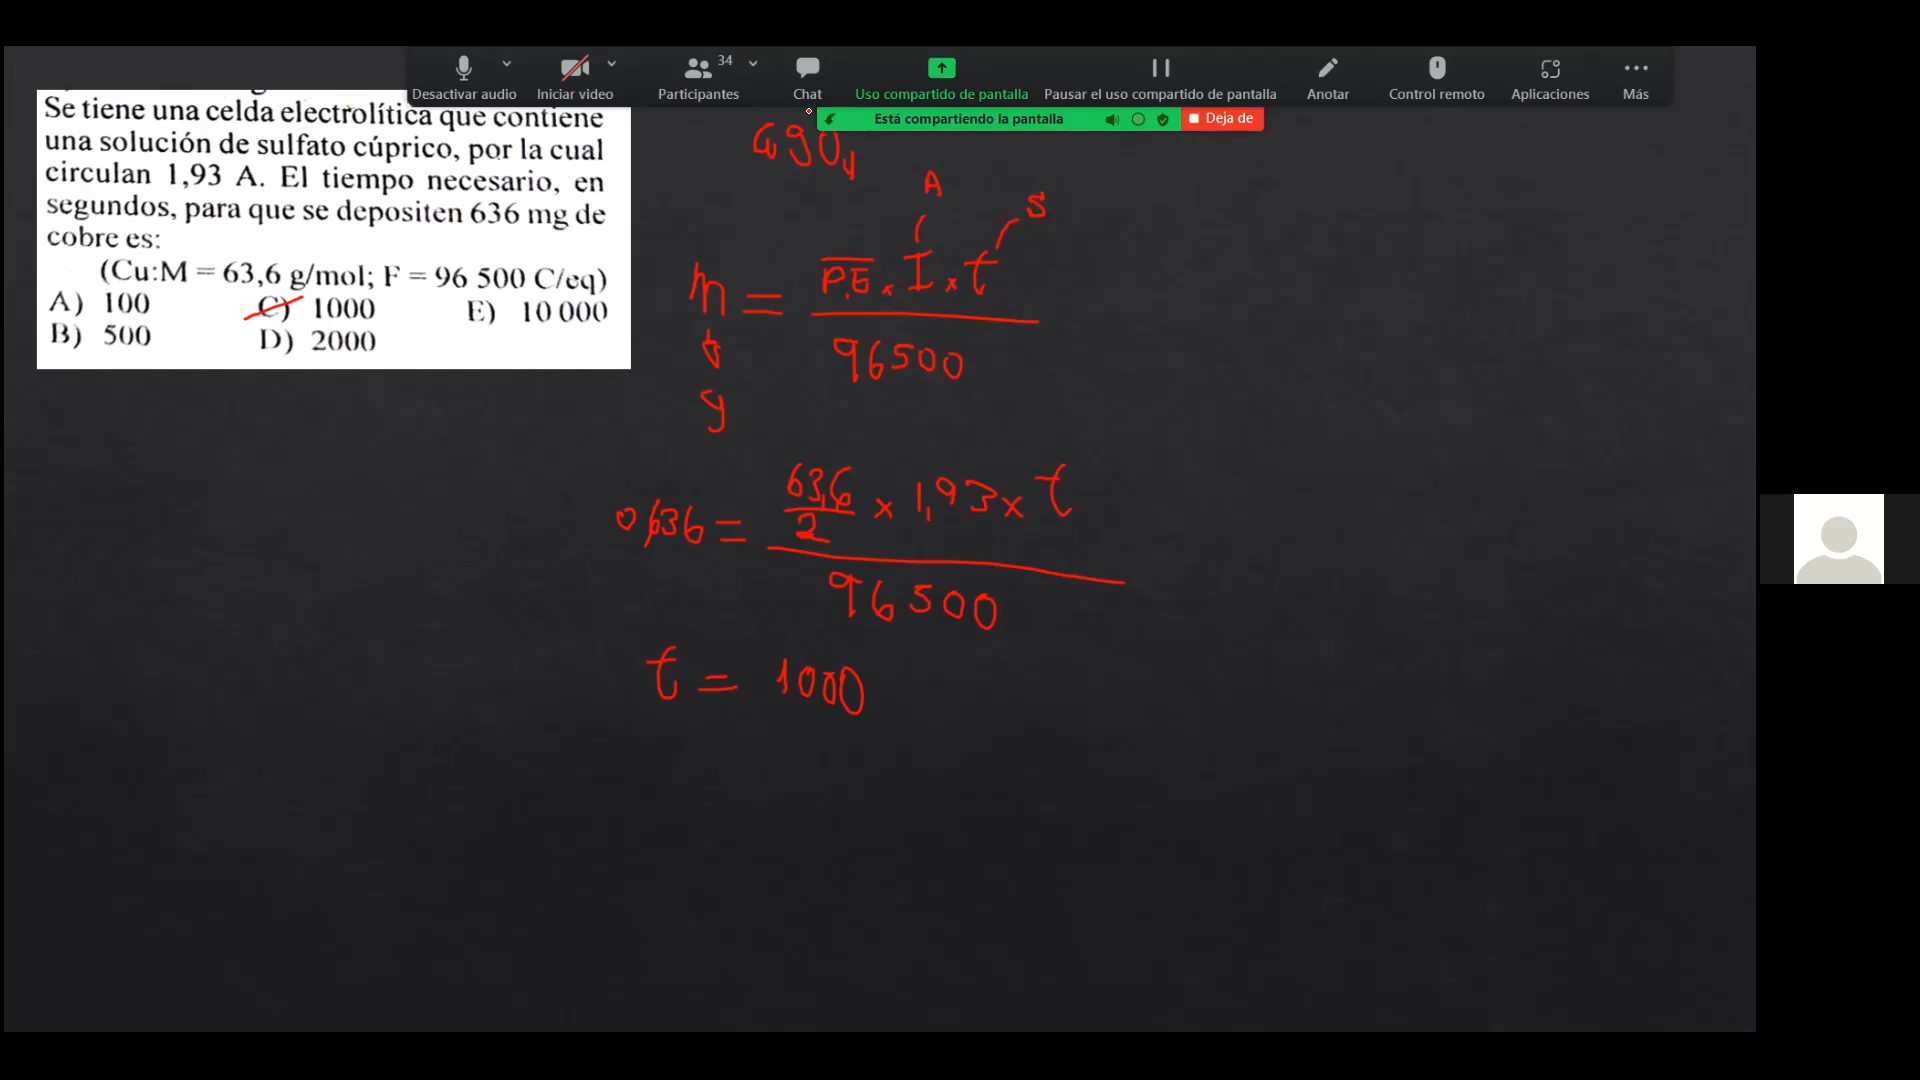 Desactivar audio
Iniciar video
34
Participantes
Chat
Uso compartido de pantalla
Pausar el uso compartido de pantalla
Anotar
Control remoto
Aplicaciones
Más
Está compartiendo la pantalla
Deja de
Se tiene una celda electrolítica que contiene
una solución de sulfato cúprico, por la cual
circulan 1,93 A. El tiempo necesario, en
segundos, para que se depositen 636 mg de
cobre es:
(Cu:M = 63,6 g/mol; F = 96 500 C/eq)
A) 100 C) 1000 E) 10 000
B) 500 D) 2000
A
S
m = P.E × I × t
96500
g
0,636 = 63,6 × 1,93 × t
2
96500
t = 1000